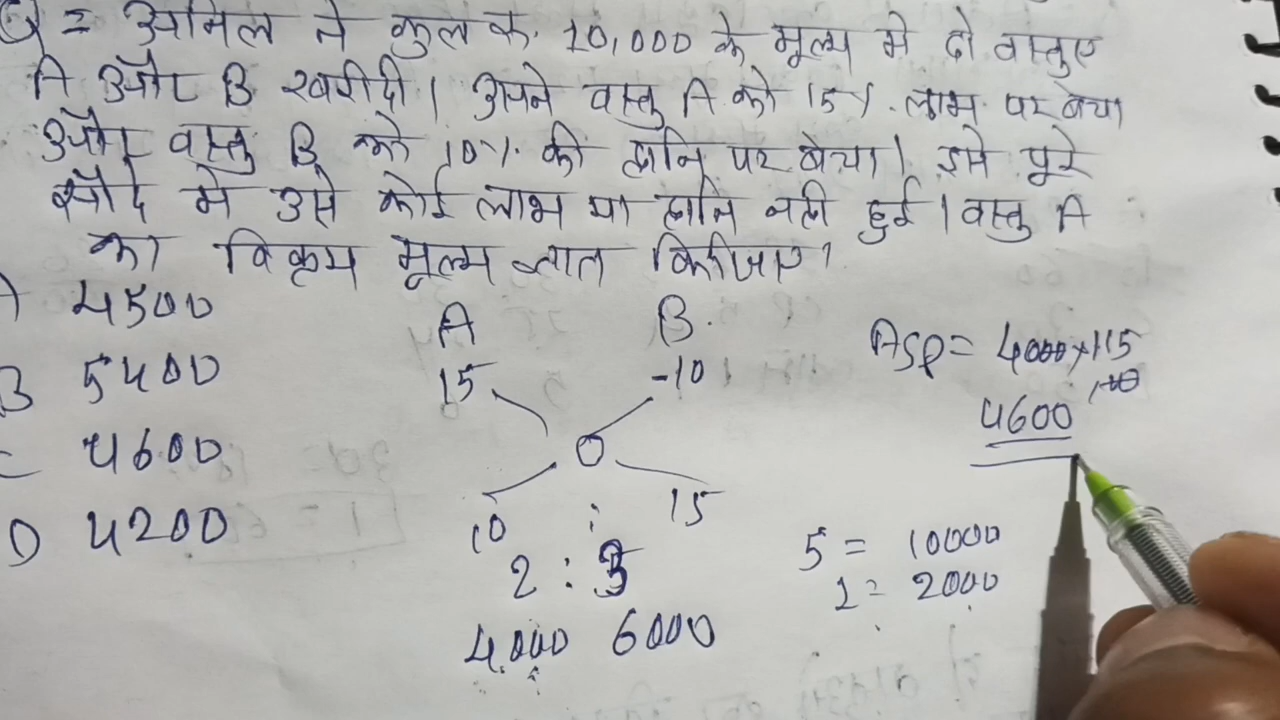 Q = अनिल ने कुल रू. 10,000 के मूल्य मे दो वस्तुए
A और B खरीदी। उसने वस्तु A को 15% लाभ पर बेचा
और वस्तु B को 10% की हानि पर बेचा। इसे पूरे
सौदे मे उसे कोई लाभ या हानि नही हुई। वस्तु A
का विक्रय मूल्य ज्ञात किजीए?
A 4500
B 5400
C 4600
D 4200
A B.
15 -10
0
10 : 15
2 : 3
4000 6000
A SP = 4000×115
100
4600
5 = 10000
1 = 2000